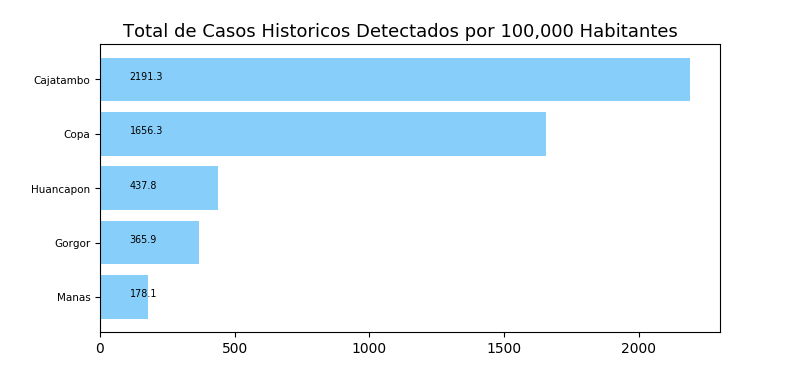 Total de Casos Historicos Detectados por 100,000 Habitantes
Cajatambo 2191.3
Copa 1656.3
Huancapon 437.8
Gorgor 365.9
Manas 178.1
0 500 1000 1500 2000